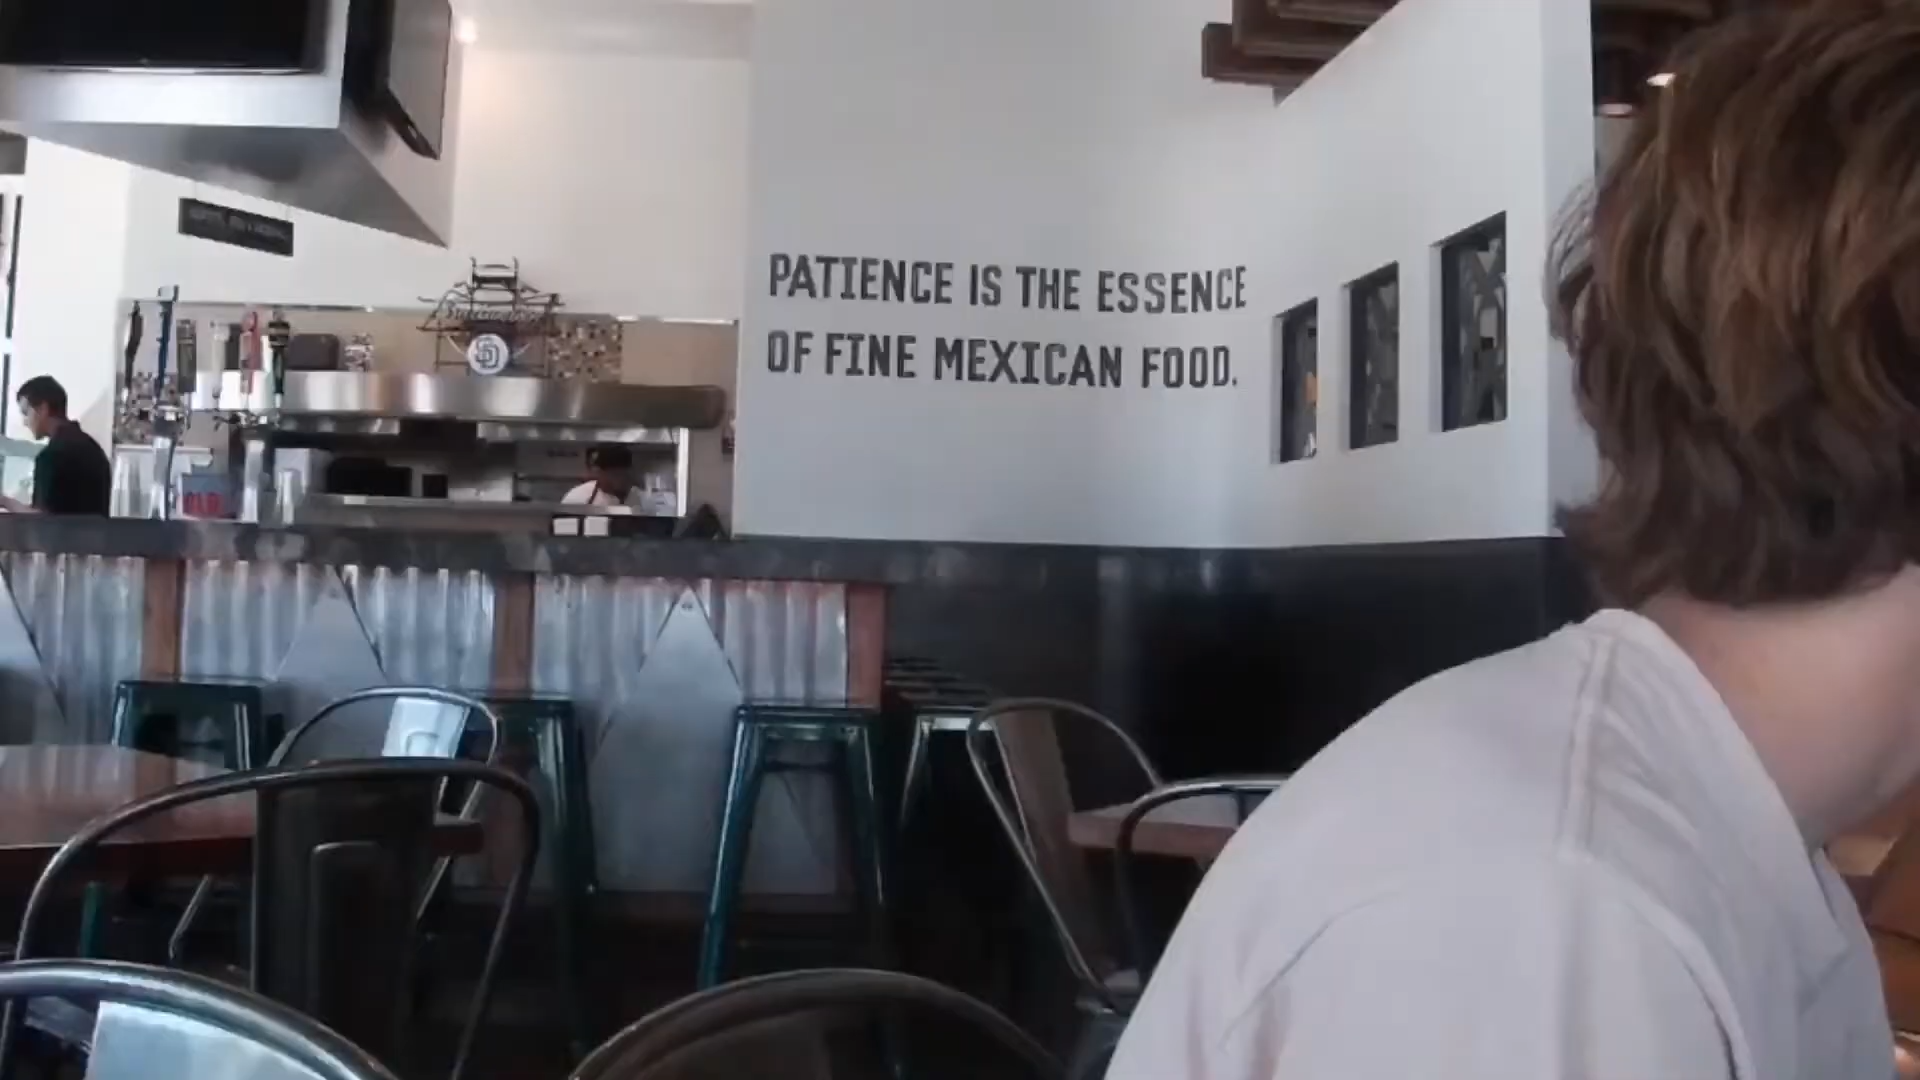 PATIENCE IS THE ESSENCE
OF FINE MEXICAN FOOD.
SD